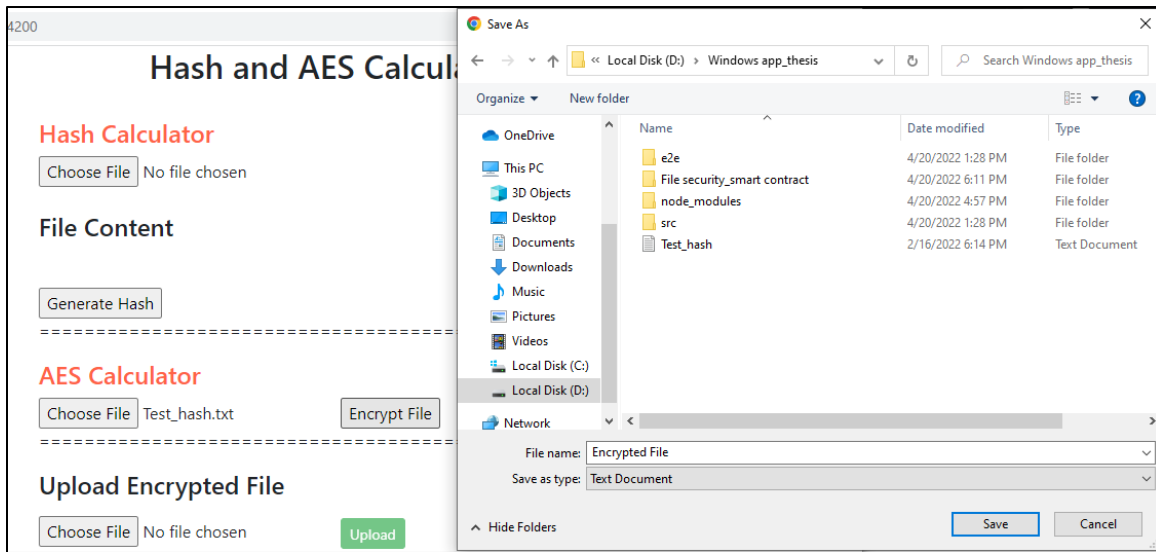 4200
Hash and AES Calcul
Hash Calculator
Choose File No file chosen
File Content
Generate Hash
=====================================
AES Calculator
Choose File Test_hash.txt Encrypt File
=====================================
Upload Encrypted File
Choose File No file chosen Upload
Save As
« Local Disk (D:) › Windows app_thesis Search Windows app_thesis
Organize New folder
OneDrive
This PC
3D Objects
Desktop
Documents
Downloads
Music
Pictures
Videos
Local Disk (C:)
Local Disk (D:)
Network
Name Date modified Type
e2e 4/20/2022 1:28 PM File folder
File security_smart contract 4/20/2022 6:11 PM File folder
node_modules 4/20/2022 4:57 PM File folder
src 4/20/2022 1:28 PM File folder
Test_hash 2/16/2022 6:14 PM Text Document
File name: Encrypted File
Save as type: Text Document
Hide Folders Save Cancel